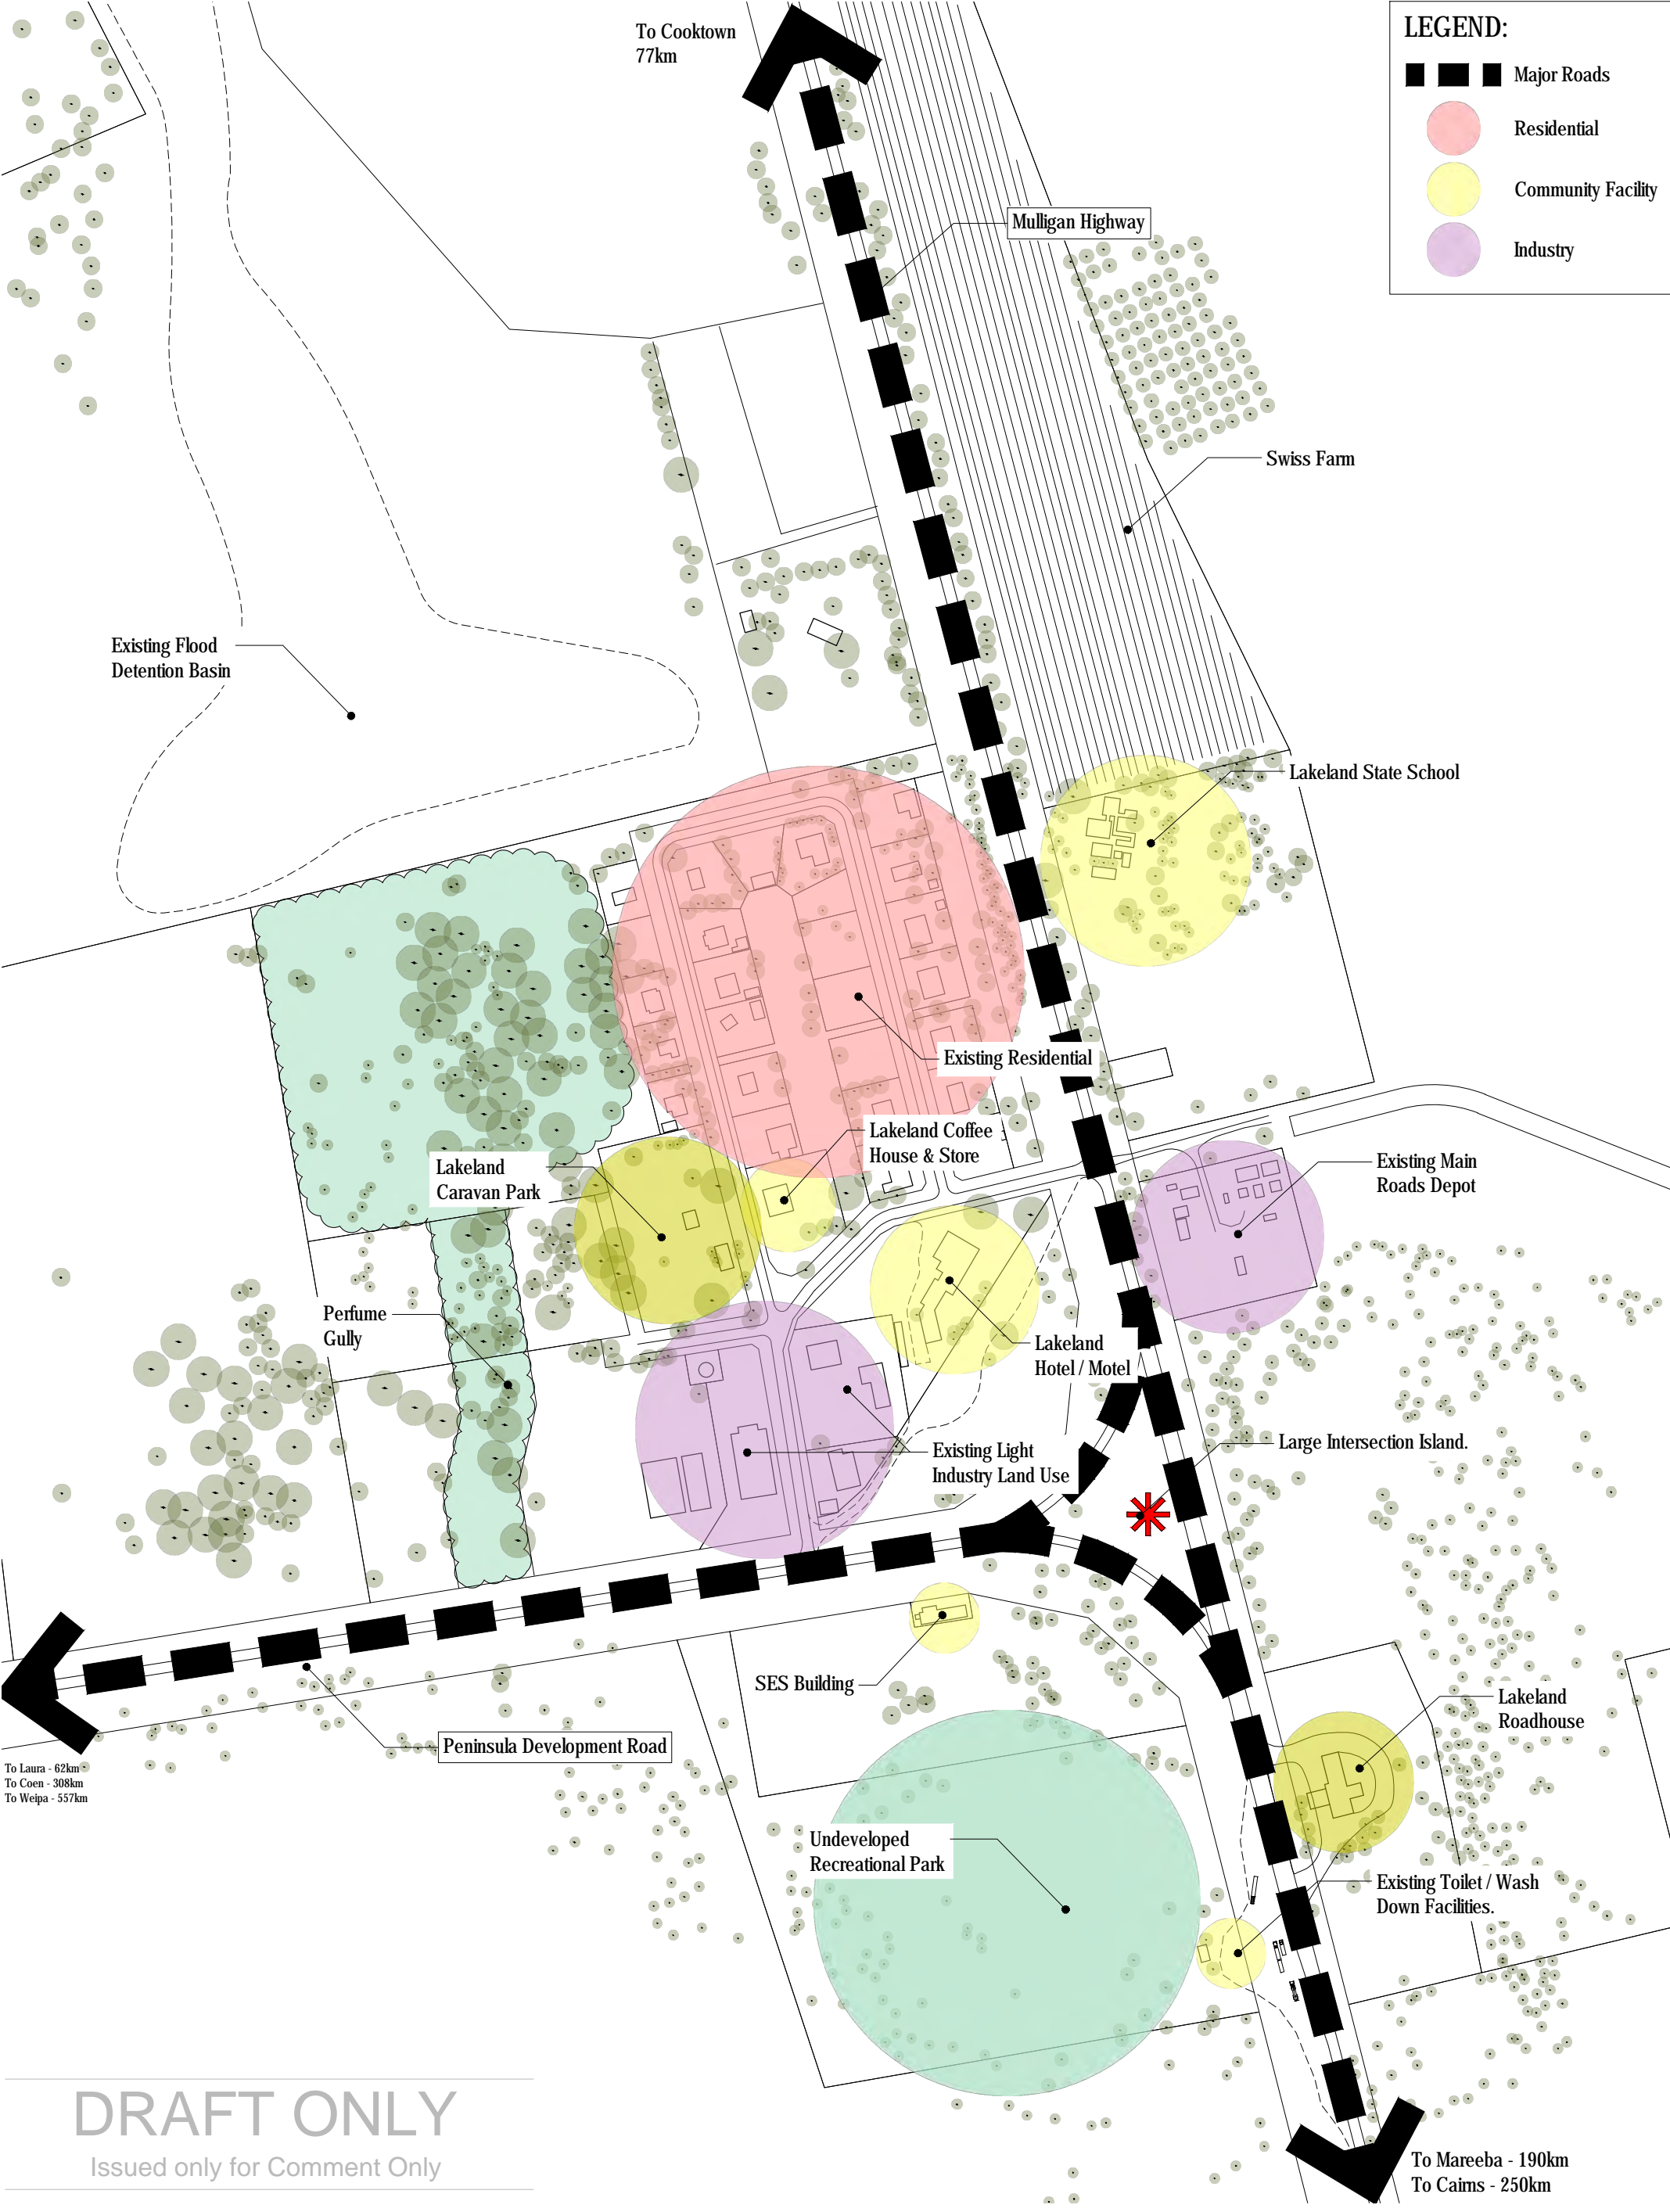 To Cooktown
77km
LEGEND:
Major Roads
Residential
Community Facility
Industry
Mulligan Highway
Swiss Farm
Existing Flood
Detention Basin
Lakeland State School
Existing Residential
Lakeland Coffee
House & Store
Lakeland
Caravan Park
Existing Main
Roads Depot
Perfume
Gully
Lakeland
Hotel / Motel
Existing Light
Industry Land Use
Large Intersection Island.
SES Building
Lakeland
Roadhouse
Peninsula Development Road
To Laura - 62km
To Coen - 308km
To Weipa - 557km
Undeveloped
Recreational Park
Existing Toilet / Wash
Down Facilities.
DRAFT ONLY
Issued only for Comment Only
To Mareeba - 190km
To Cairns - 250km